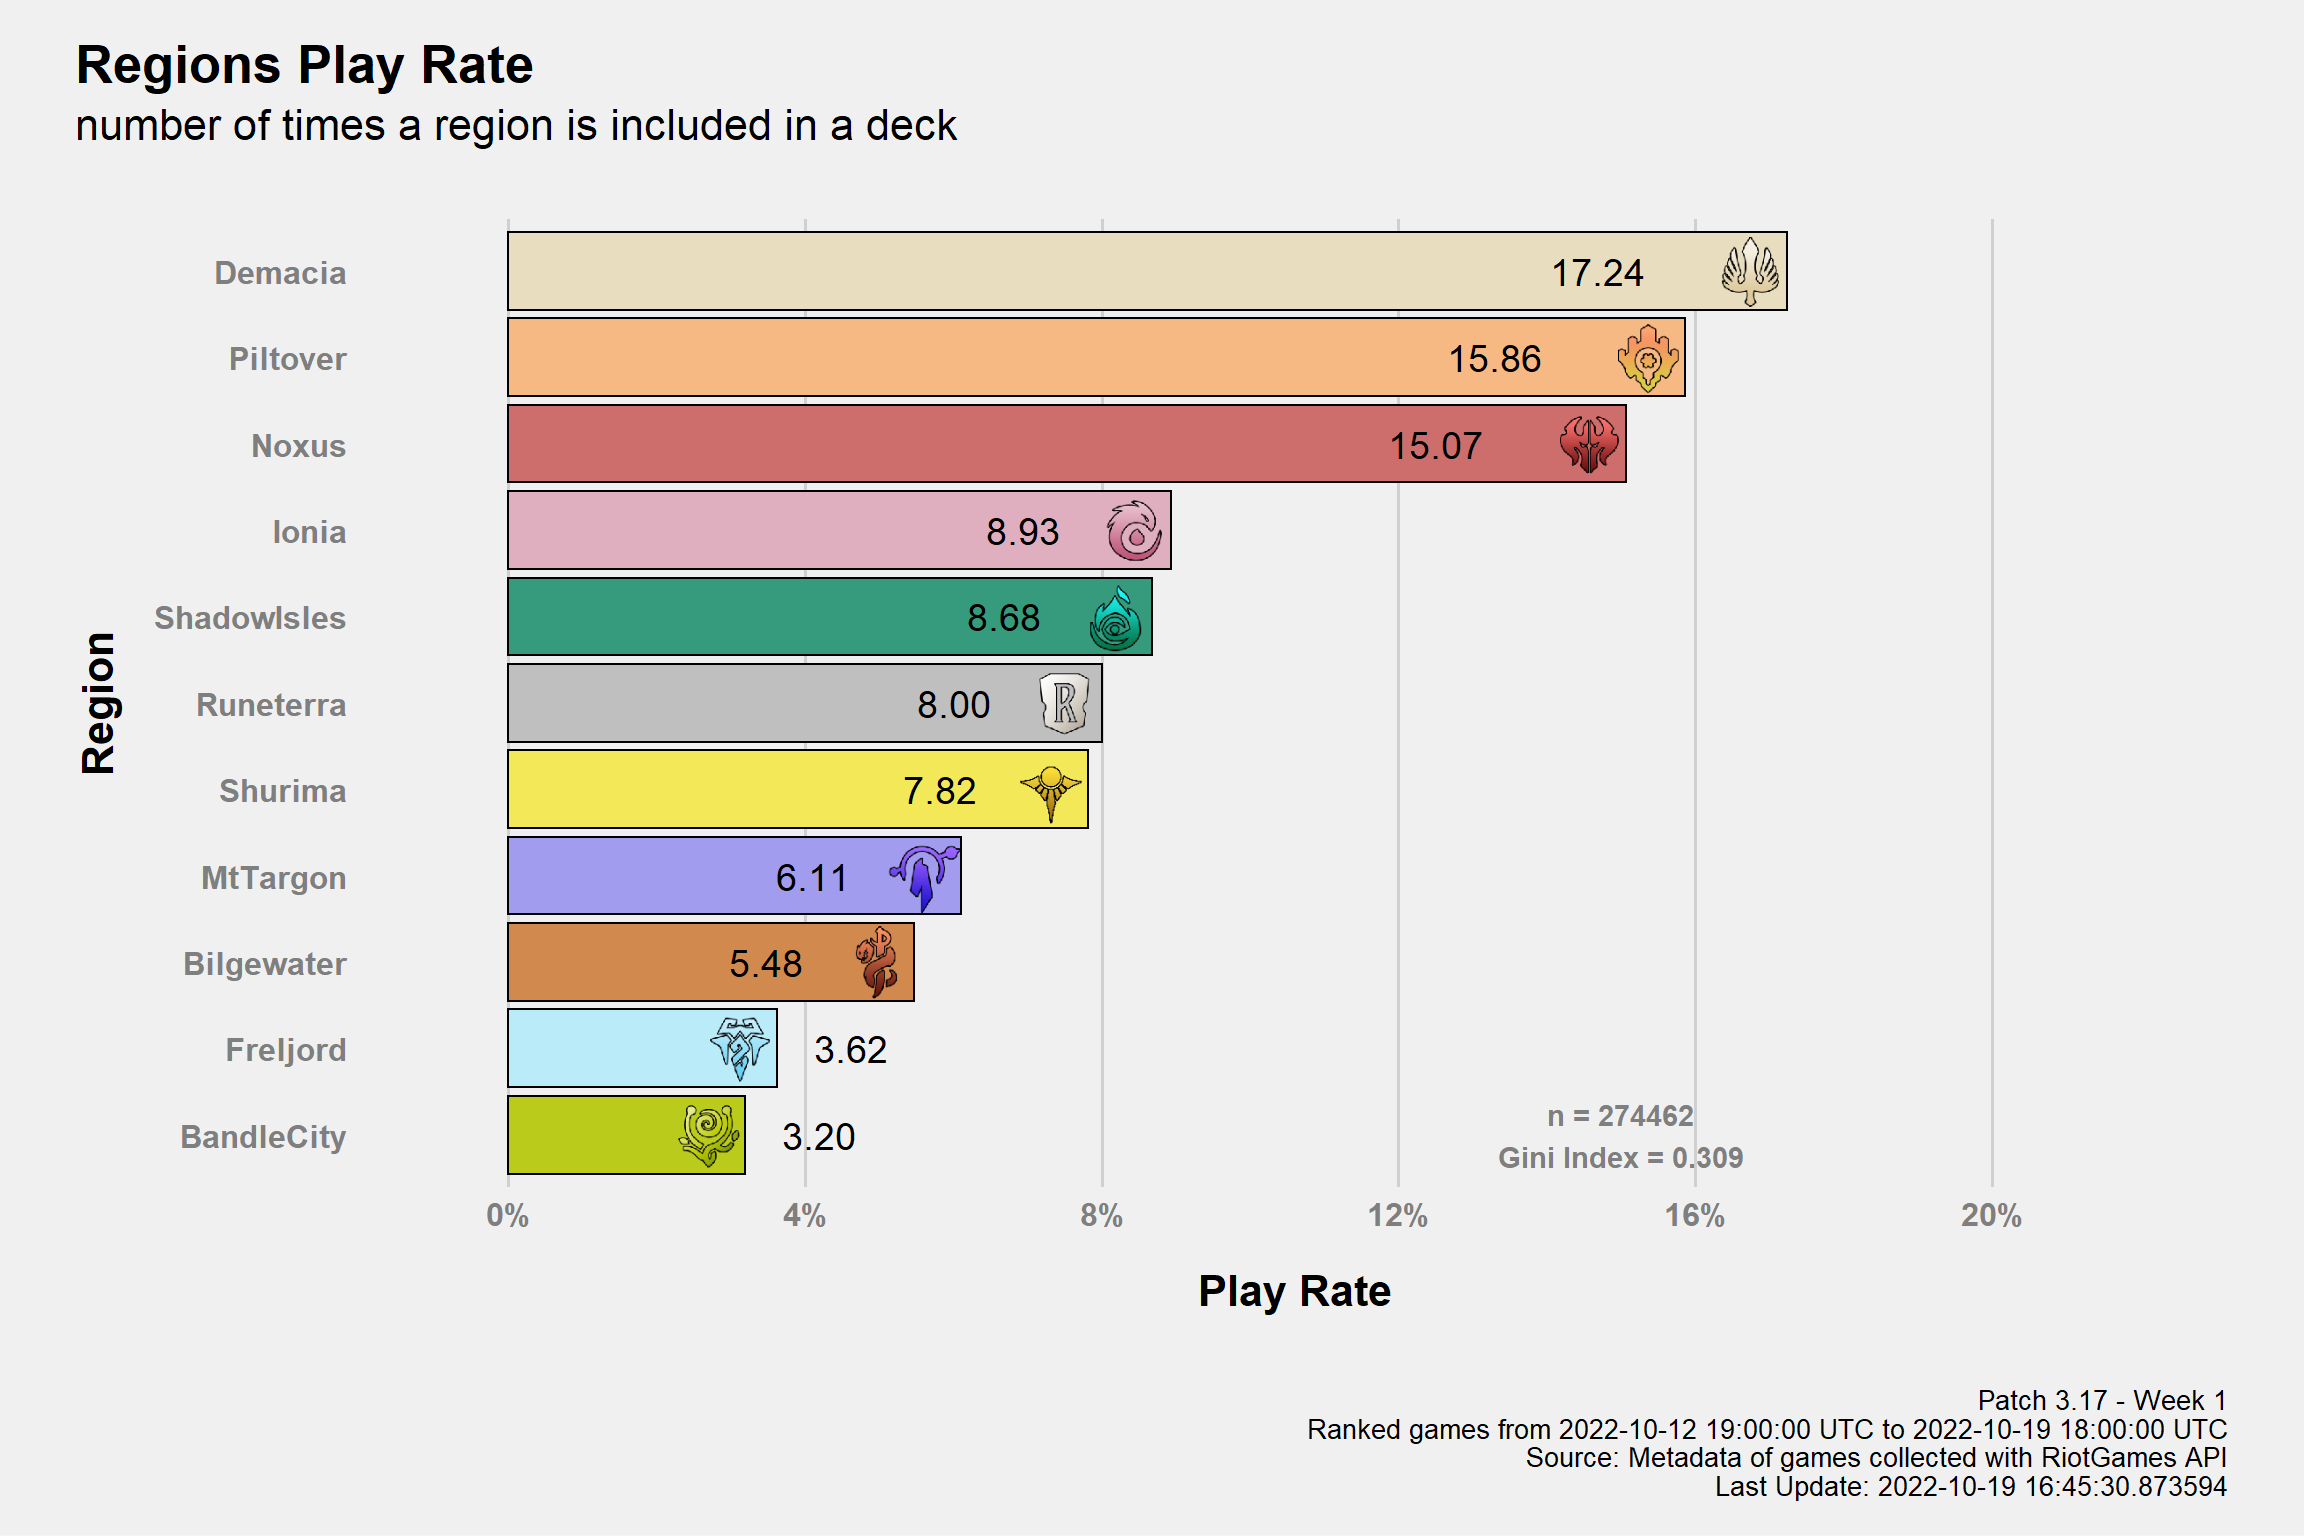 Regions Play Rate
number of times a region is included in a deck
Region
Demacia 17.24
Piltover 15.86
Noxus 15.07
Ionia 8.93
ShadowIsles 8.68
Runeterra 8.00 R
Shurima 7.82
MtTargon 6.11
Bilgewater 5.48
Freljord 3.62
BandleCity 3.20
n = 274462
Gini Index = 0.309
0% 4% 8% 12% 16% 20%
Play Rate
Patch 3.17 - Week 1
Ranked games from 2022-10-12 19:00:00 UTC to 2022-10-19 18:00:00 UTC
Source: Metadata of games collected with RiotGames API
Last Update: 2022-10-19 16:45:30.873594